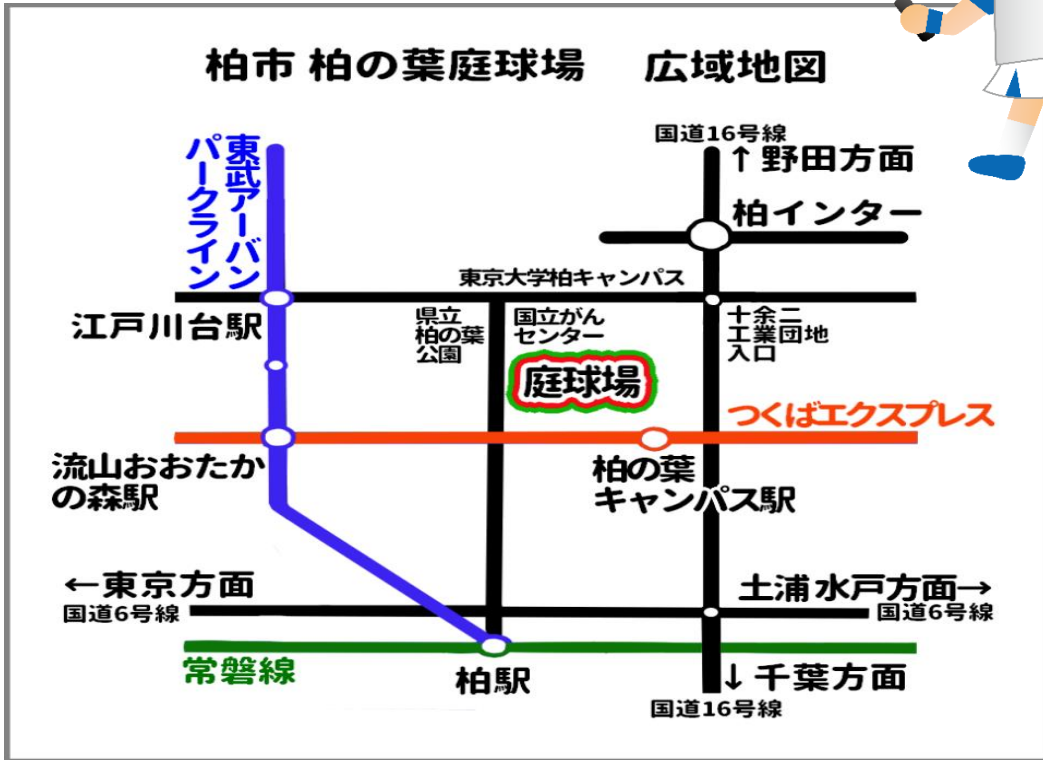 柏市 柏の葉庭球場 広域地図
東武アーバン
パークライン
国道16号線
↑野田方面
柏インター
東京大学柏キャンパス
江戸川台駅
県立
柏の葉
公園
国立がん
センター
十余二
工業団地
入口
庭球場
つくばエクスプレス
流山おおたか
の森駅
柏の葉
キャンパス駅
←東京方面
国道6号線
土浦 水戸方面→
国道6号線
常磐線
柏駅
↓千葉方面
国道16号線